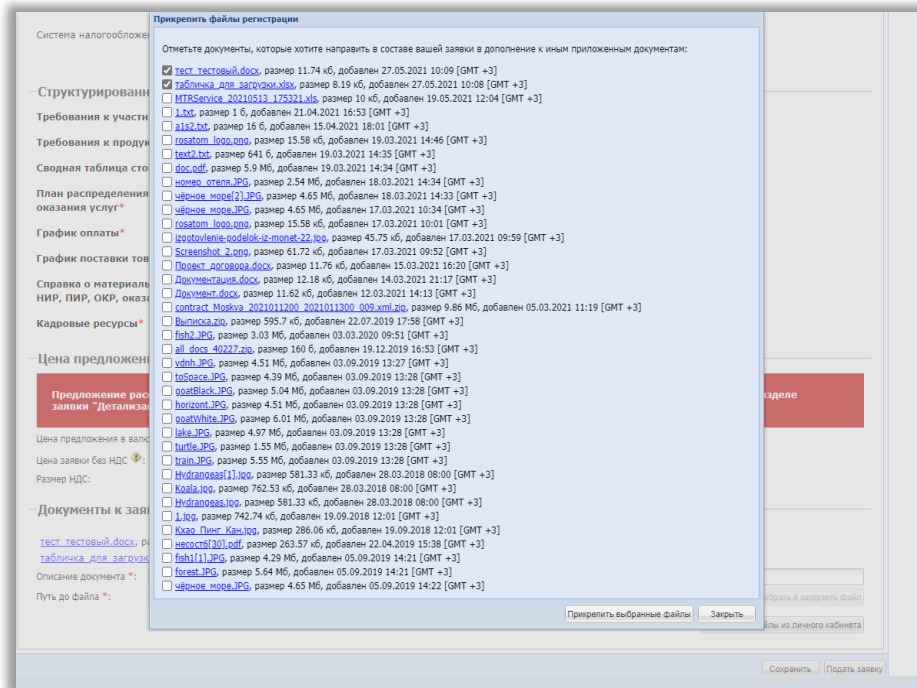 Прикрепить файлы регистрации
Система налогообложе
Отметьте документы, которые хотите направить в составе вашей заявки в дополнение к иным приложенным документам:
тест_тестовый.docx, размер 11.74 кб, добавлен 27.05.2021 10:09 [GMT +3]
табличка_для_загрузки.xlsx, размер 8.19 кб, добавлен 27.05.2021 10:08 [GMT +3]
MTRService_20210513_175321.xls, размер 10 кб, добавлен 19.05.2021 12:04 [GMT +3]
1.txt, размер 1 б, добавлен 21.04.2021 16:53 [GMT +3]
a1s2.txt, размер 16 б, добавлен 15.04.2021 18:01 [GMT +3]
rosatom_logo.png, размер 15.58 кб, добавлен 19.03.2021 14:46 [GMT +3]
text2.txt, размер 641 б, добавлен 19.03.2021 14:35 [GMT +3]
doc.pdf, размер 5.9 Мб, добавлен 19.03.2021 14:34 [GMT +3]
номер_отеля.JPG, размер 2.54 Мб, добавлен 18.03.2021 14:34 [GMT +3]
чёрное_море[2].JPG, размер 4.65 Мб, добавлен 18.03.2021 14:33 [GMT +3]
чёрное_море.JPG, размер 4.65 Мб, добавлен 17.03.2021 10:34 [GMT +3]
rosatom_logo.png, размер 15.58 кб, добавлен 17.03.2021 10:01 [GMT +3]
izgotovlenie-podelok-iz-monet-22.jpg, размер 45.75 кб, добавлен 17.03.2021 09:59 [GMT +3]
Screenshot_2.png, размер 61.72 кб, добавлен 17.03.2021 09:52 [GMT +3]
Проект_договора.docx, размер 11.76 кб, добавлен 15.03.2021 16:20 [GMT +3]
Документация.docx, размер 12.18 кб, добавлен 14.03.2021 21:17 [GMT +3]
Документ.docx, размер 11.62 кб, добавлен 12.03.2021 14:13 [GMT +3]
contract_Moskva_2021011200_2021011300_009.xml.zip, размер 9.86 Мб, добавлен 05.03.2021 11:19 [GMT +3]
Выписка.zip, размер 595.7 кб, добавлен 22.07.2019 17:58 [GMT +3]
fish2.JPG, размер 3.03 Мб, добавлен 03.03.2020 09:51 [GMT +3]
all_docs_40227.zip, размер 160 б, добавлен 19.12.2019 16:53 [GMT +3]
vdnh.JPG, размер 4.51 Мб, добавлен 03.09.2019 13:27 [GMT +3]
toSpace.JPG, размер 4.39 Мб, добавлен 03.09.2019 13:28 [GMT +3]
goatBlack.JPG, размер 5.04 Мб, добавлен 03.09.2019 13:28 [GMT +3]
horizont.JPG, размер 4.51 Мб, добавлен 03.09.2019 13:28 [GMT +3]
goatWhite.JPG, размер 6.01 Мб, добавлен 03.09.2019 13:28 [GMT +3]
lake.JPG, размер 4.97 Мб, добавлен 03.09.2019 13:28 [GMT +3]
turtle.JPG, размер 1.55 Мб, добавлен 03.09.2019 13:28 [GMT +3]
train.JPG, размер 5.55 Мб, добавлен 03.09.2019 13:28 [GMT +3]
Hydrangeas[1].jpg, размер 581.33 кб, добавлен 28.03.2018 08:00 [GMT +3]
Koala.jpg, размер 762.53 кб, добавлен 28.03.2018 08:00 [GMT +3]
Hydrangeas.jpg, размер 581.33 кб, добавлен 28.03.2018 08:00 [GMT +3]
1.jpg, размер 742.74 кб, добавлен 19.09.2018 12:01 [GMT +3]
Кхао_Пинг_Кан.jpg, размер 286.06 кб, добавлен 19.09.2018 12:01 [GMT +3]
несост6[30].pdf, размер 263.57 кб, добавлен 22.04.2019 15:38 [GMT +3]
fish1[1].JPG, размер 4.29 Мб, добавлен 05.09.2019 14:21 [GMT +3]
forest.JPG, размер 5.64 Мб, добавлен 05.09.2019 14:21 [GMT +3]
чёрное_море.JPG, размер 4.65 Мб, добавлен 05.09.2019 14:22 [GMT +3]
Прикрепить выбранные файлы Закрыть
Структурированн
Требования к участн
Требования к продук
Сводная таблица сто
План распределения
оказания услуг*
График оплаты*
График поставки тов
Справка о материаль
НИР, ПИР, ОКР, оказа
Кадровые ресурсы*
Цена предложени
Предложение рас
заявки "Детализа
азделе
Цена предложения в валю
Цена заявки без НДС :
Размер НДС:
Документы к зая
тест_тестовый.docx, ра
табличка_для_загрузк
Описание документа *:
Путь до файла *:
брать и загрузить файл
йлы из личного кабинета
Сохранить Подать заявку